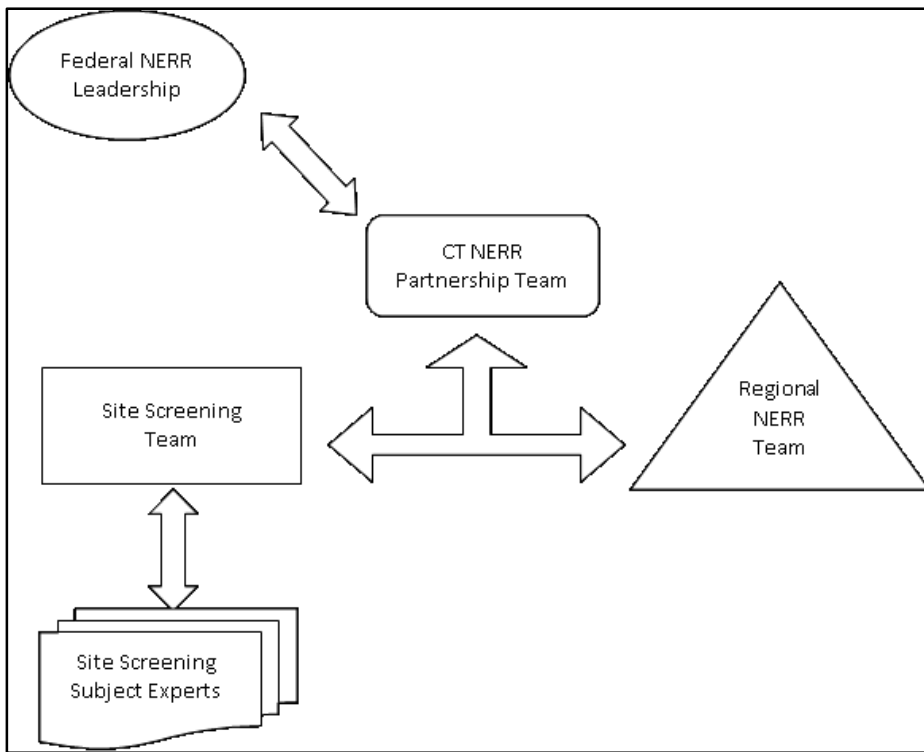 Federal NERR
Leadership
CT NERR
Partnership Team
Site Screening
Team
Regional
NERR
Team
Site Screening
Subject Experts